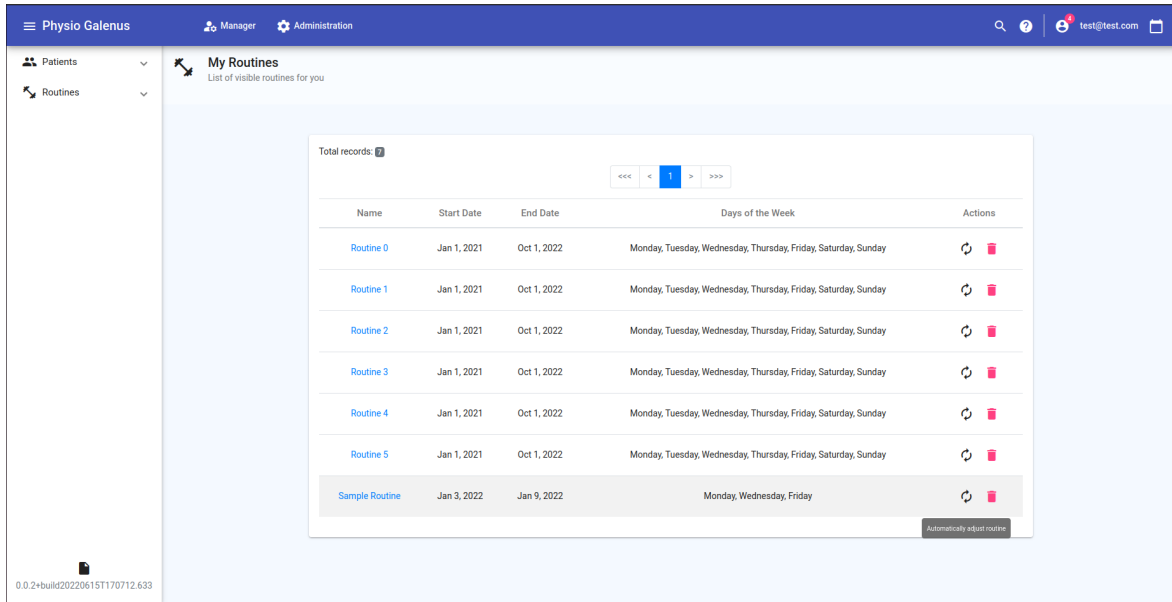 Physio Galenus Manager Administration 4 test@test.com
Patients
Routines
My Routines
List of visible routines for you
Total records: 7
<<< < 1 > >>>
Name Start Date End Date Days of the Week Actions
Routine 0 Jan 1, 2021 Oct 1, 2022 Monday, Tuesday, Wednesday, Thursday, Friday, Saturday, Sunday
Routine 1 Jan 1, 2021 Oct 1, 2022 Monday, Tuesday, Wednesday, Thursday, Friday, Saturday, Sunday
Routine 2 Jan 1, 2021 Oct 1, 2022 Monday, Tuesday, Wednesday, Thursday, Friday, Saturday, Sunday
Routine 3 Jan 1, 2021 Oct 1, 2022 Monday, Tuesday, Wednesday, Thursday, Friday, Saturday, Sunday
Routine 4 Jan 1, 2021 Oct 1, 2022 Monday, Tuesday, Wednesday, Thursday, Friday, Saturday, Sunday
Routine 5 Jan 1, 2021 Oct 1, 2022 Monday, Tuesday, Wednesday, Thursday, Friday, Saturday, Sunday
Sample Routine Jan 3, 2022 Jan 9, 2022 Monday, Wednesday, Friday
Automatically adjust routine
0.0.2+build20220615T170712.633